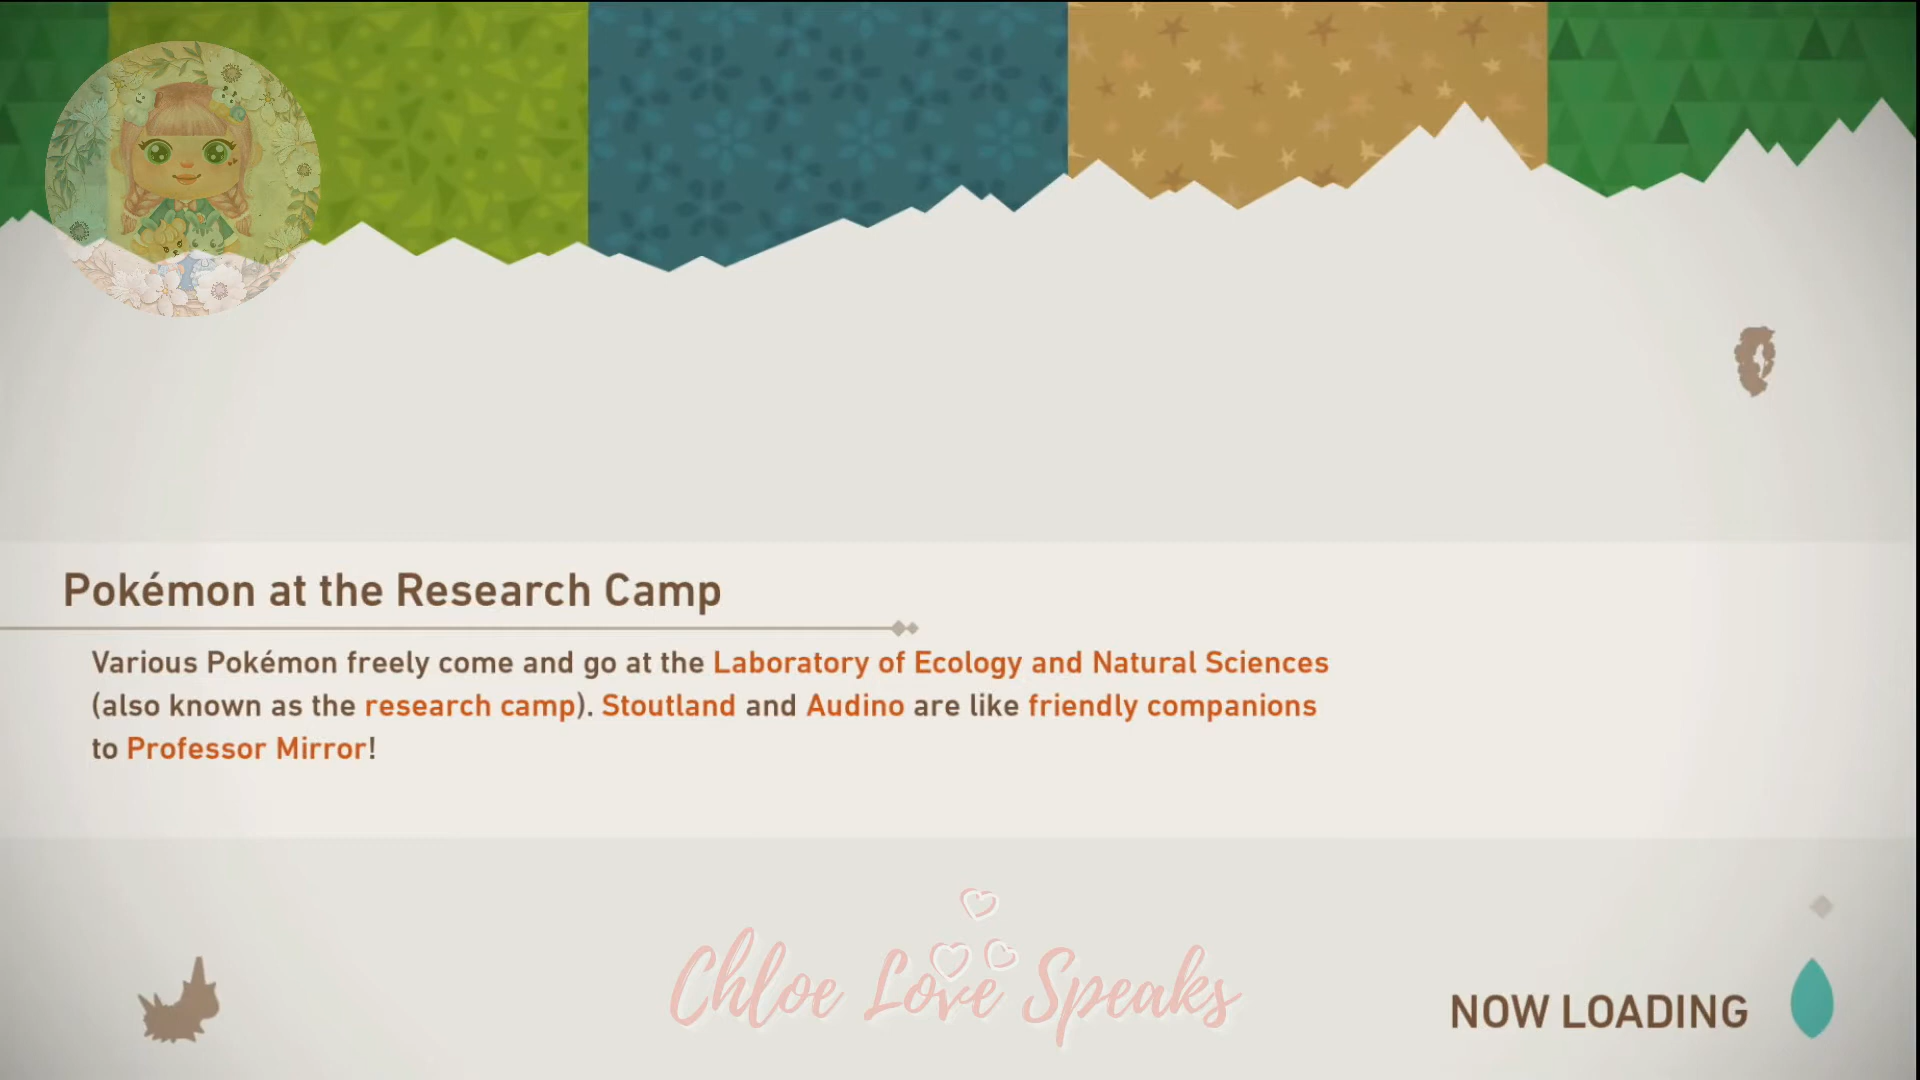 Pokémon at the Research Camp
Various Pokémon freely come and go at the Laboratory of Ecology and Natural Sciences
(also known as the research camp). Stoutland and Audino are like friendly companions
to Professor Mirror!
Chloe Love Speaks
NOW LOADING